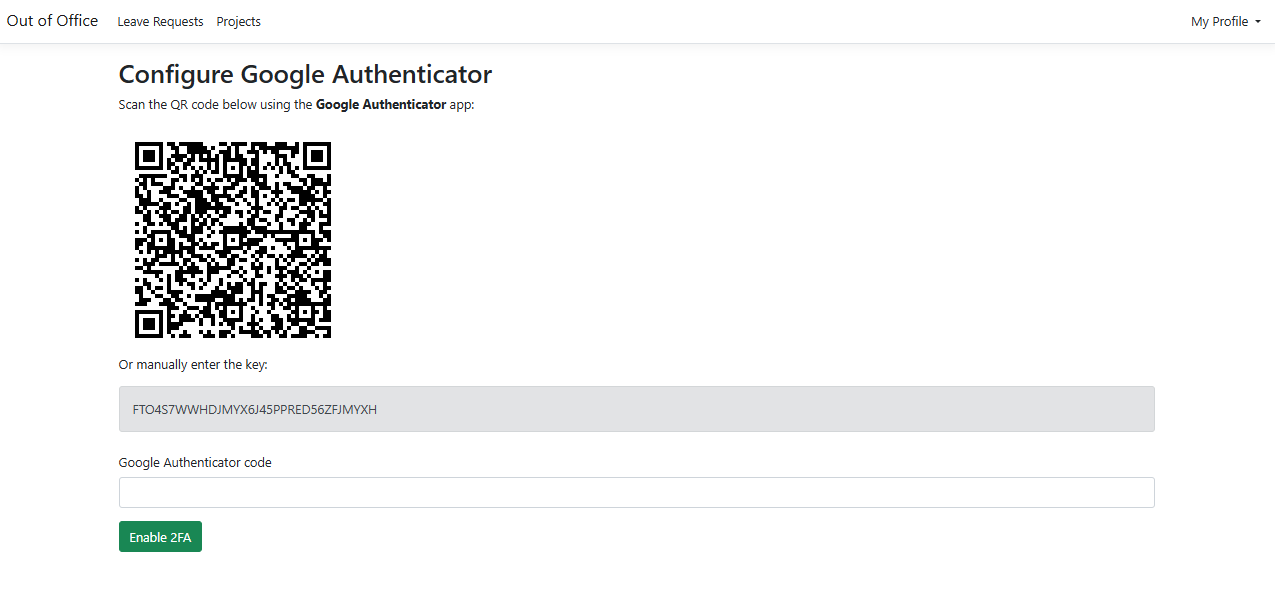 Out of Office Leave Requests Projects My Profile
Configure Google Authenticator
Scan the QR code below using the Google Authenticator app:
Or manually enter the key:
FTO4S7WWHDJMYX6J45PPRED56ZFJMYXH
Google Authenticator code
Enable 2FA